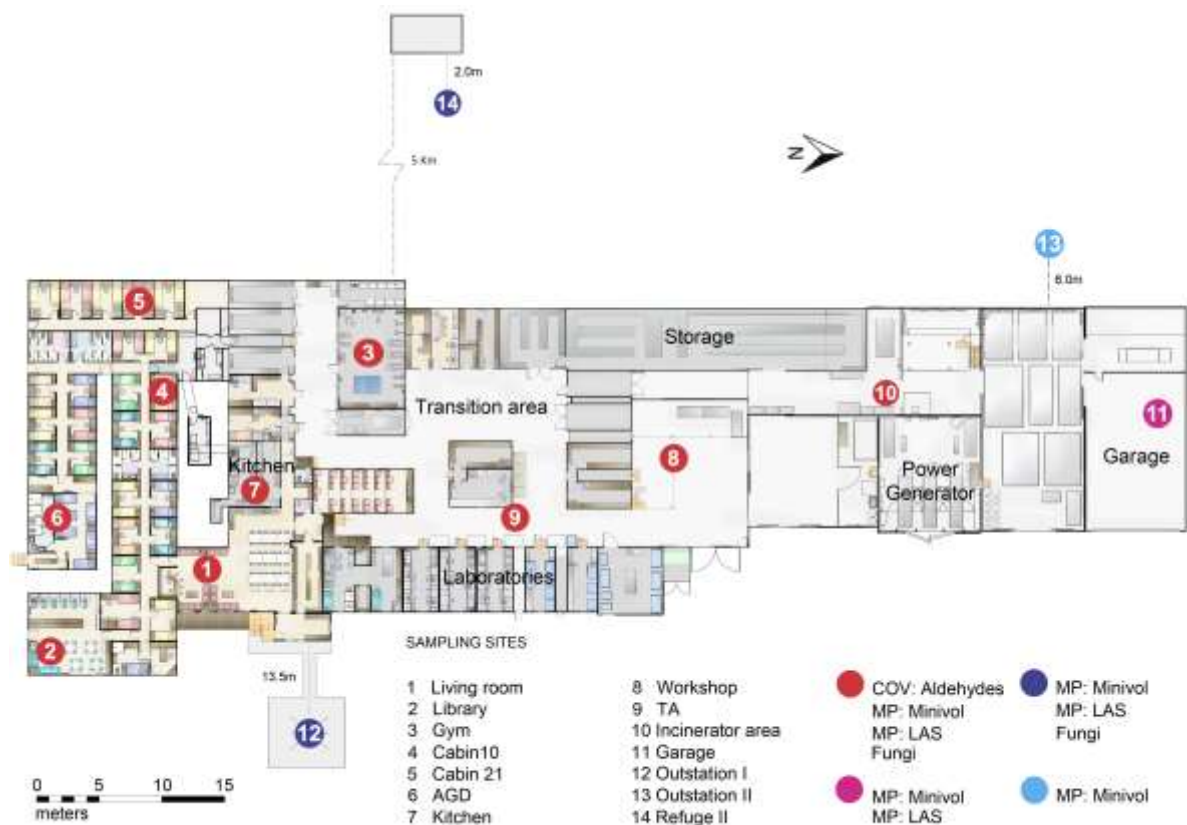 2.0m
14
5 Km
N
13
6.0m
5
3
Storage
4
Transition area
10
11
Kitchen
7
8
Power
Generator
Garage
6
9
1
Laboratories
2
SAMPLING SITES
13.5m
12
1 Living room
2 Library
3 Gym
4 Cabin10
5 Cabin 21
6 AGD
7 Kitchen
8 Workshop
9 TA
10 Incinerator area
11 Garage
12 Outstation I
13 Outstation II
14 Refuge II
COV: Aldehydes
MP: Minivol
MP: LAS
Fungi
MP: Minivol
MP: LAS
Fungi
MP: Minivol
MP: LAS
MP: Minivol
0 5 10 15
meters